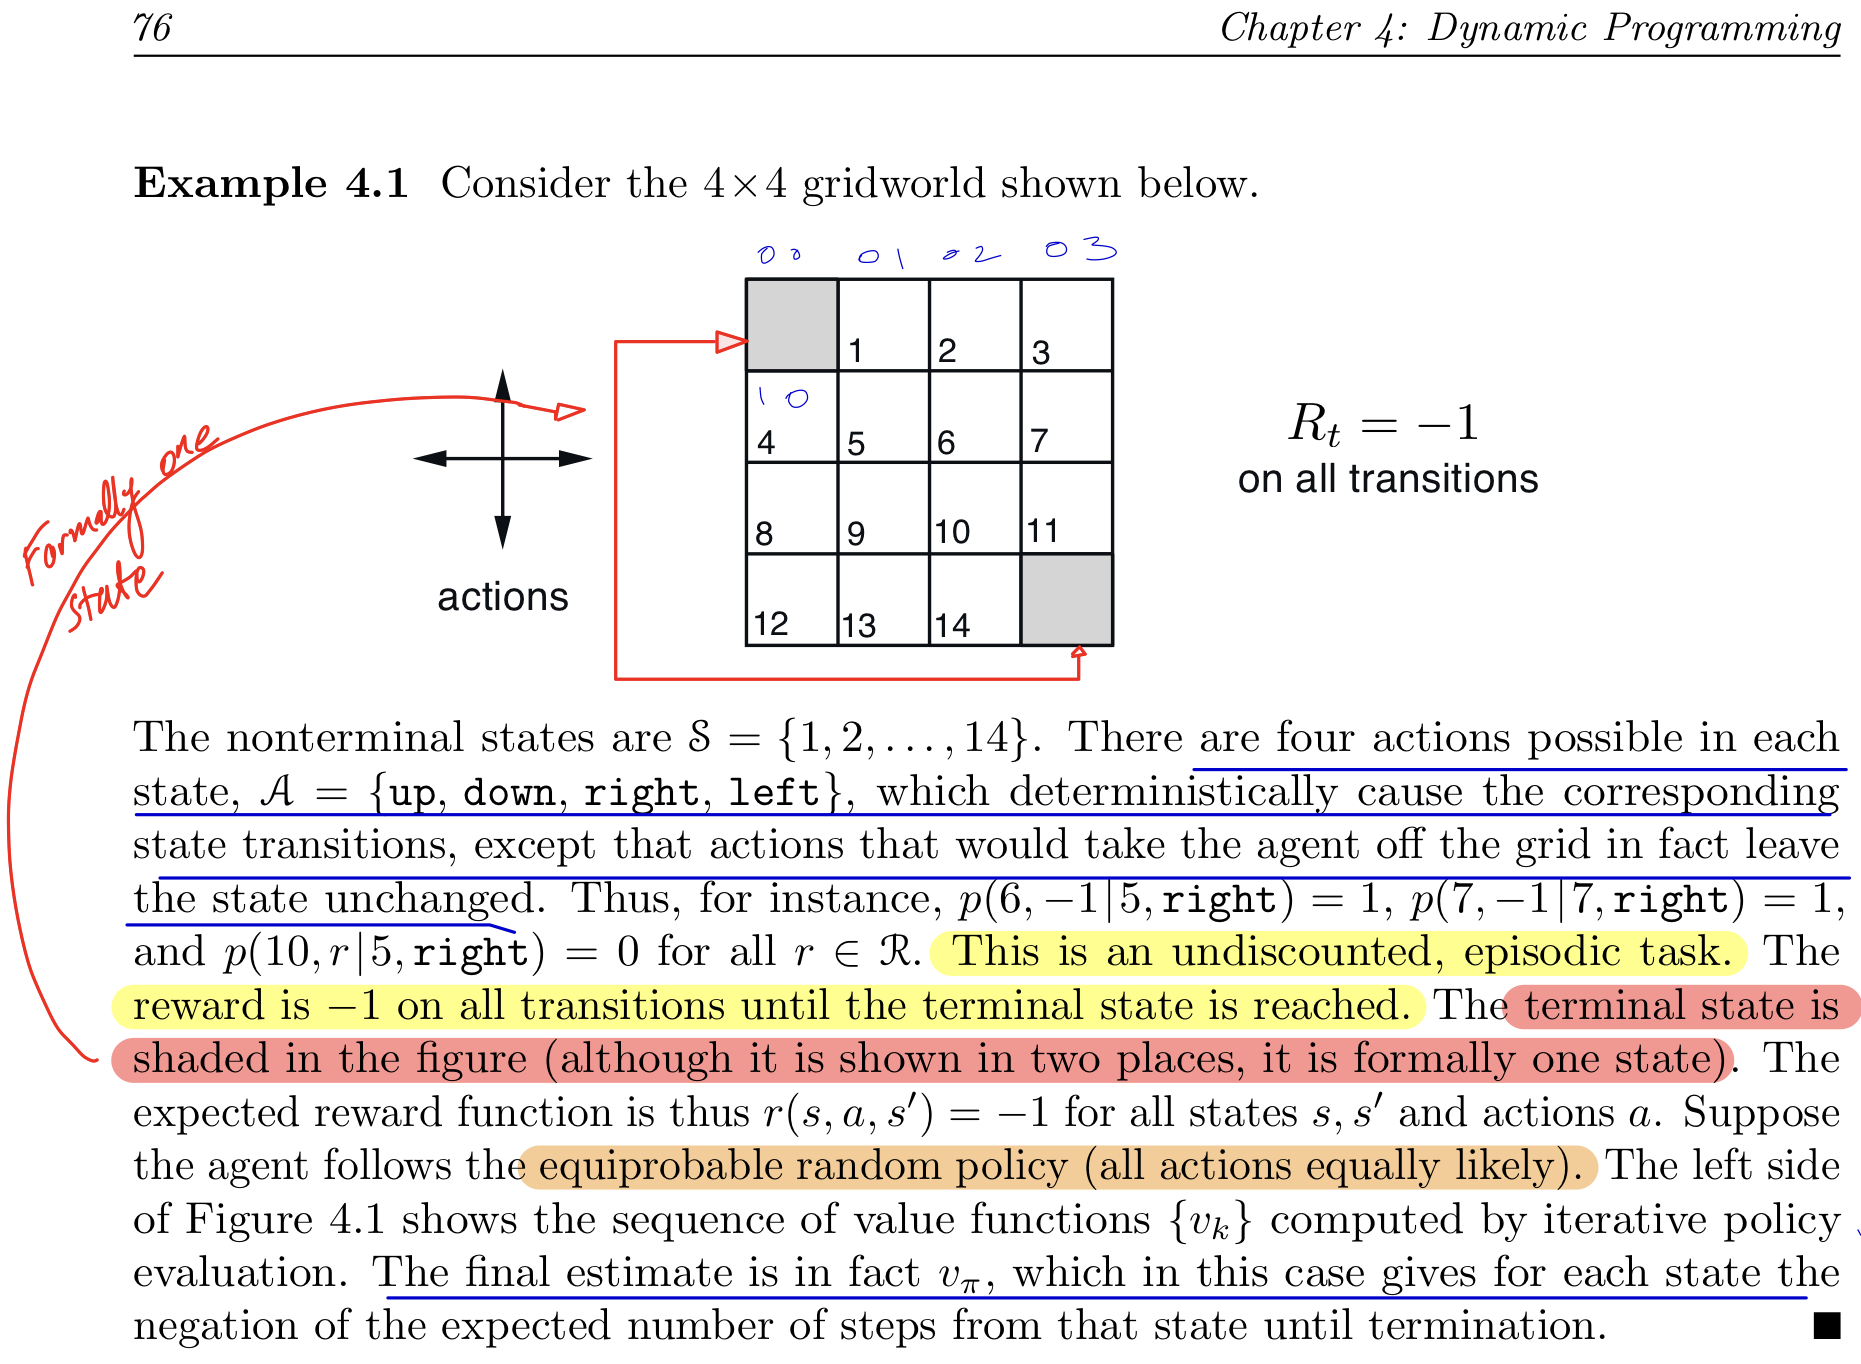 76
Chapter 4: Dynamic Programming
Example 4.1 Consider the 4×4 gridworld shown below.
00 01 02 03
1 2 3
10
4 5 6 7
8 9 10 11
12 13 14
actions
R_t = −1
on all transitions
Formally one
state
The nonterminal states are 𝒮 = {1, 2, . . . , 14}. There are four actions possible in each
state, 𝒜 = {up, down, right, left}, which deterministically cause the corresponding
state transitions, except that actions that would take the agent off the grid in fact leave
the state unchanged. Thus, for instance, p(6, −1|5, right) = 1, p(7, −1|7, right) = 1,
and p(10, r|5, right) = 0 for all r ∈ ℛ. This is an undiscounted, episodic task. The
reward is −1 on all transitions until the terminal state is reached. The terminal state is
shaded in the figure (although it is shown in two places, it is formally one state). The
expected reward function is thus r(s, a, s′) = −1 for all states s, s′ and actions a. Suppose
the agent follows the equiprobable random policy (all actions equally likely). The left side
of Figure 4.1 shows the sequence of value functions {v_k} computed by iterative policy
evaluation. The final estimate is in fact v_π, which in this case gives for each state the
negation of the expected number of steps from that state until termination. ■